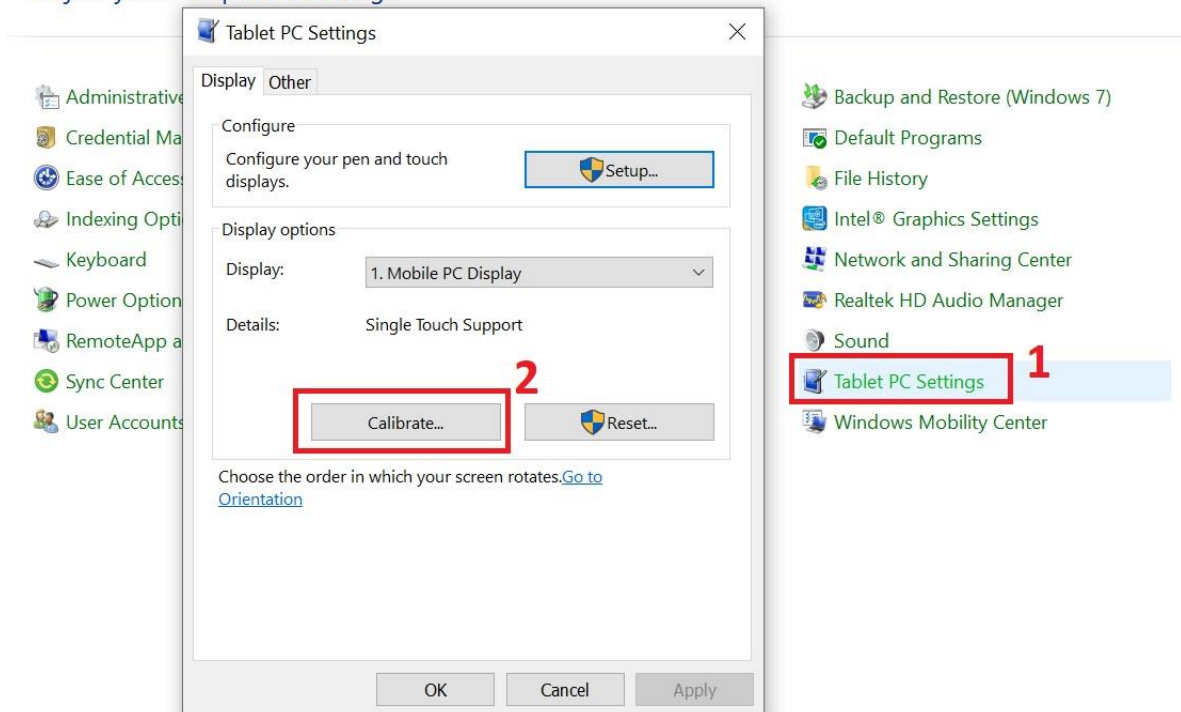 Tablet PC Settings
Display
Other
Configure
Configure your pen and touch
displays.
Setup...
Display options
Display:
1. Mobile PC Display
Details:
Single Touch Support
2
Calibrate...
Reset...
Choose the order in which your screen rotates.Go to
Orientation
OK
Cancel
Apply
Administrative
Credential Ma
Ease of Access
Indexing Opti
Keyboard
Power Option
RemoteApp a
Sync Center
User Accounts
Backup and Restore (Windows 7)
Default Programs
File History
Intel® Graphics Settings
Network and Sharing Center
Realtek HD Audio Manager
Sound
Tablet PC Settings
1
Windows Mobility Center